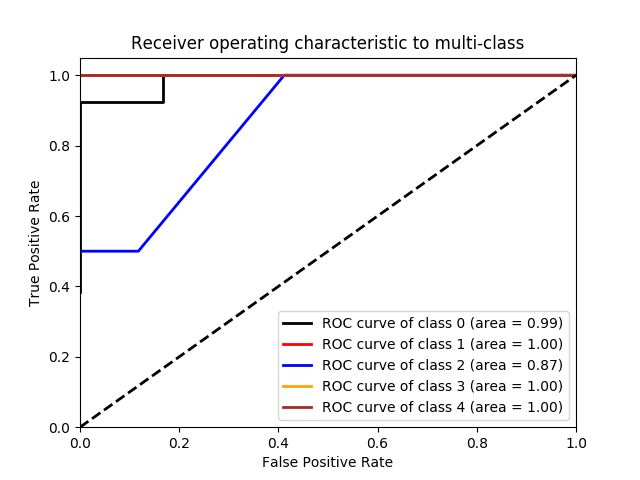 Receiver operating characteristic to multi-class
1.0
0.8
0.6
0.4
0.2
0.0
True Positive Rate
ROC curve of class 0 (area = 0.99)
ROC curve of class 1 (area = 1.00)
ROC curve of class 2 (area = 0.87)
ROC curve of class 3 (area = 1.00)
ROC curve of class 4 (area = 1.00)
0.0 0.2 0.4 0.6 0.8 1.0
False Positive Rate